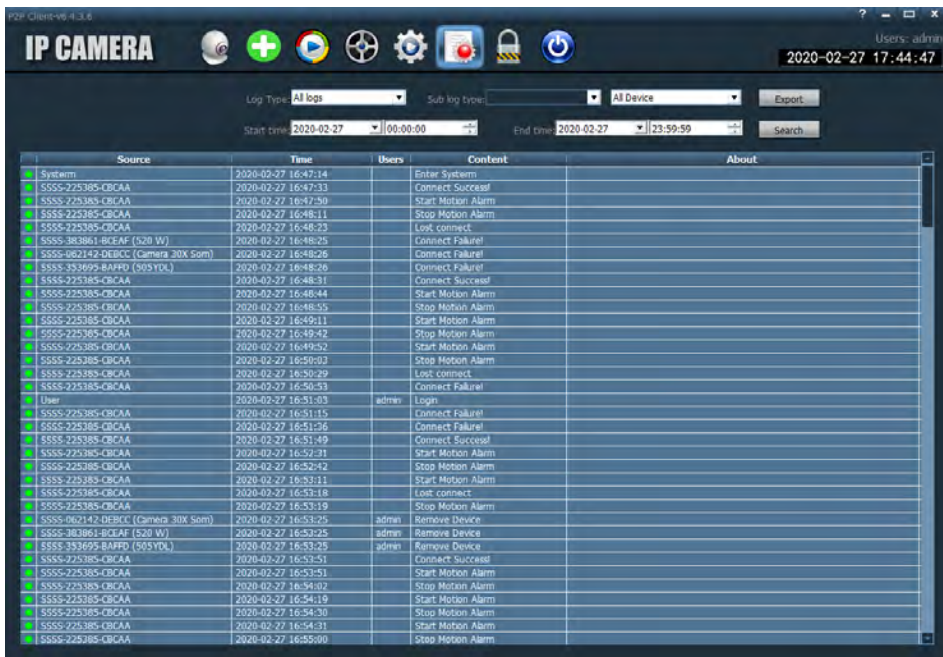 P2P Client-v6.4.3.6 ?
IP CAMERA Users: admin
2020-02-27 17:44:47
Log Type: All logs Sub log type: All Device Export
Start time: 2020-02-27 00:00:00 End time: 2020-02-27 23:59:59 Search
Source Time Users Content About
Systerm 2020-02-27 16:47:14 Enter Systerm
SSSS-225385-CBCAA 2020-02-27 16:47:33 Connect Success!
SSSS-225385-CBCAA 2020-02-27 16:47:50 Start Motion Alarm
SSSS-225385-CBCAA 2020-02-27 16:48:11 Stop Motion Alarm
SSSS-225385-CBCAA 2020-02-27 16:48:23 Lost connect
SSSS-383861-BCEAF (520 W) 2020-02-27 16:48:25 Connect Failure!
SSSS-062142-DEBCC (Camera 30X Som) 2020-02-27 16:48:26 Connect Failure!
SSSS-353695-BAFFD (505YDL) 2020-02-27 16:48:26 Connect Failure!
SSSS-225385-CBCAA 2020-02-27 16:48:31 Connect Success!
SSSS-225385-CBCAA 2020-02-27 16:48:44 Start Motion Alarm
SSSS-225385-CBCAA 2020-02-27 16:48:55 Stop Motion Alarm
SSSS-225385-CBCAA 2020-02-27 16:49:11 Start Motion Alarm
SSSS-225385-CBCAA 2020-02-27 16:49:42 Stop Motion Alarm
SSSS-225385-CBCAA 2020-02-27 16:49:52 Start Motion Alarm
SSSS-225385-CBCAA 2020-02-27 16:50:03 Stop Motion Alarm
SSSS-225385-CBCAA 2020-02-27 16:50:29 Lost connect
SSSS-225385-CBCAA 2020-02-27 16:50:53 Connect Failure!
User 2020-02-27 16:51:03 admin Login
SSSS-225385-CBCAA 2020-02-27 16:51:15 Connect Failure!
SSSS-225385-CBCAA 2020-02-27 16:51:36 Connect Failure!
SSSS-225385-CBCAA 2020-02-27 16:51:49 Connect Success!
SSSS-225385-CBCAA 2020-02-27 16:52:31 Start Motion Alarm
SSSS-225385-CBCAA 2020-02-27 16:52:42 Stop Motion Alarm
SSSS-225385-CBCAA 2020-02-27 16:53:11 Start Motion Alarm
SSSS-225385-CBCAA 2020-02-27 16:53:18 Lost connect
SSSS-225385-CBCAA 2020-02-27 16:53:19 Stop Motion Alarm
SSSS-062142-DEBCC (Camera 30X Som) 2020-02-27 16:53:25 admin Remove Device
SSSS-383861-BCEAF (520 W) 2020-02-27 16:53:25 admin Remove Device
SSSS-353695-BAFFD (505YDL) 2020-02-27 16:53:25 admin Remove Device
SSSS-225385-CBCAA 2020-02-27 16:53:51 Connect Success!
SSSS-225385-CBCAA 2020-02-27 16:53:51 Start Motion Alarm
SSSS-225385-CBCAA 2020-02-27 16:54:02 Stop Motion Alarm
SSSS-225385-CBCAA 2020-02-27 16:54:19 Start Motion Alarm
SSSS-225385-CBCAA 2020-02-27 16:54:30 Stop Motion Alarm
SSSS-225385-CBCAA 2020-02-27 16:54:31 Start Motion Alarm
SSSS-225385-CBCAA 2020-02-27 16:55:00 Stop Motion Alarm